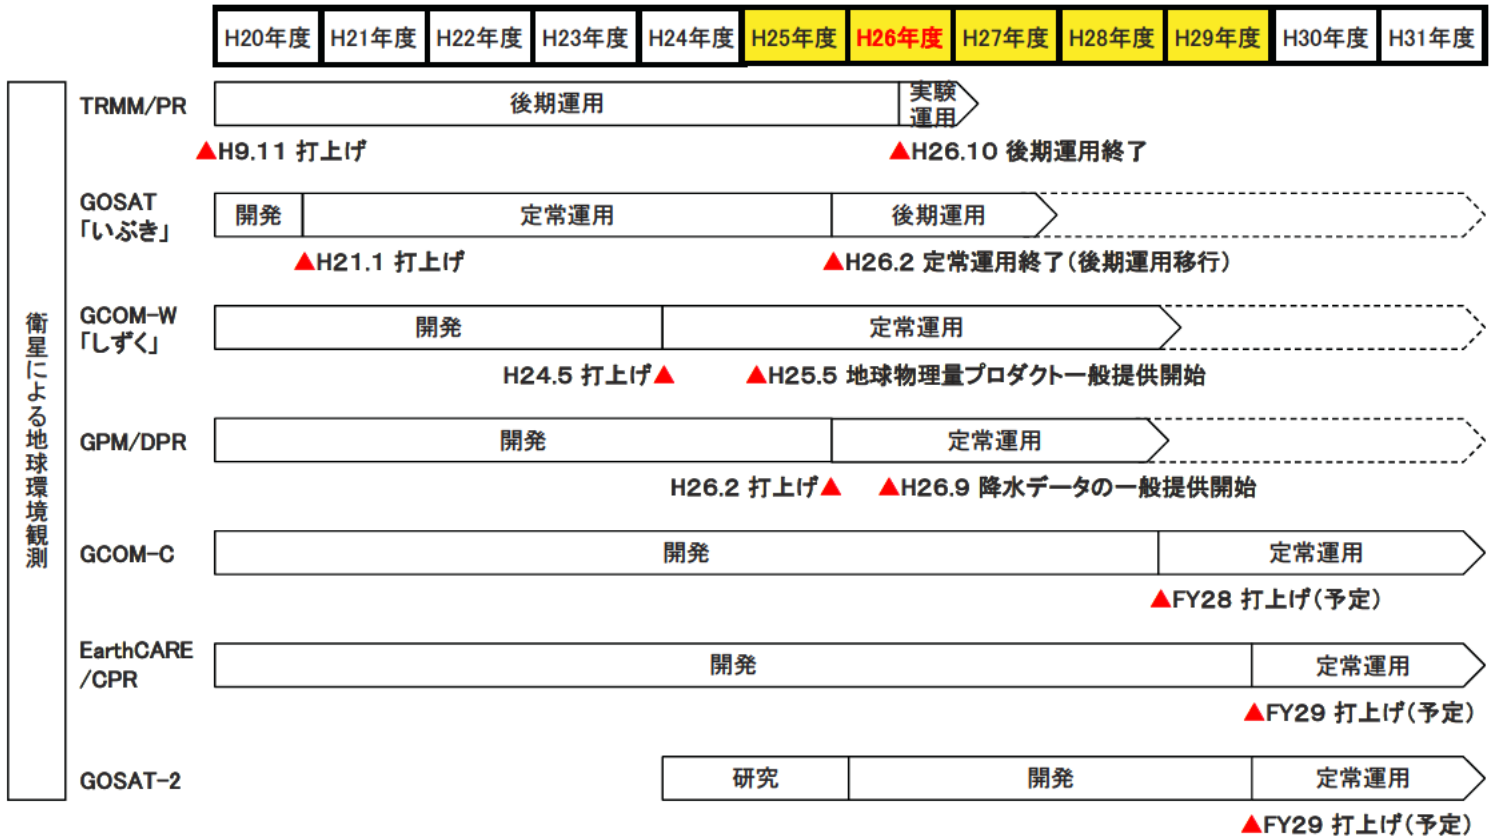 H20年度 H21年度 H22年度 H23年度 H24年度 H25年度 H26年度 H27年度 H28年度 H29年度 H30年度 H31年度
衛星による地球環境観測
TRMM/PR
後期運用
実験
運用
▲H9.11 打上げ
▲H26.10 後期運用終了
GOSAT
「いぶき」
開発
定常運用
後期運用
▲H21.1 打上げ
▲H26.2 定常運用終了(後期運用移行)
GCOM-W
「しずく」
開発
定常運用
H24.5 打上げ▲
▲H25.5 地球物理量プロダクト一般提供開始
GPM/DPR
開発
定常運用
H26.2 打上げ▲
▲H26.9 降水データの一般提供開始
GCOM-C
開発
定常運用
▲FY28 打上げ(予定)
EarthCARE
/CPR
開発
定常運用
▲FY29 打上げ(予定)
GOSAT-2
研究
開発
定常運用
▲FY29 打上げ(予定)